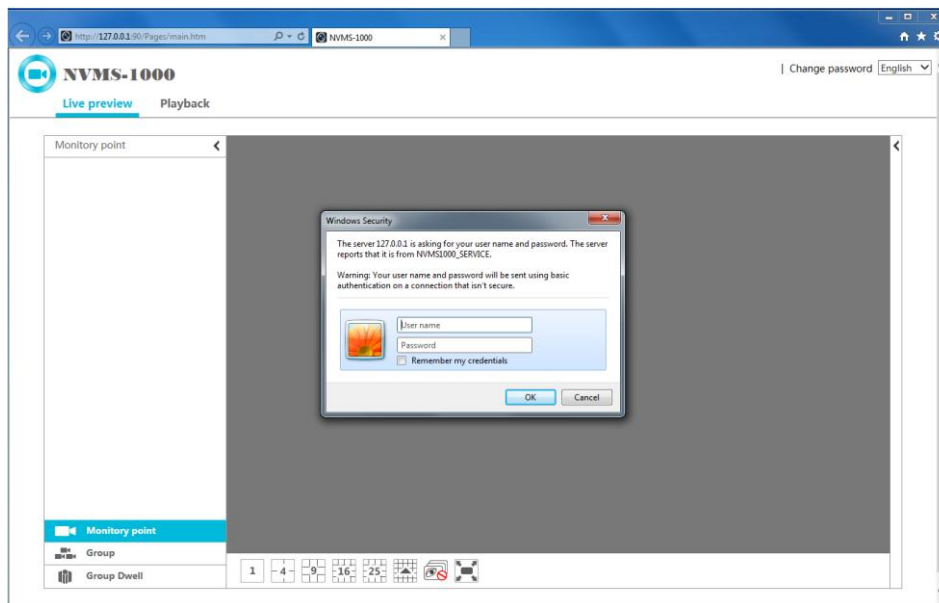 http://127.0.0.1:90/Pages/main.htm
NVMS-1000
NVMS-1000
| Change password English
Live preview Playback
Monitory point
Windows Security
The server 127.0.0.1 is asking for your user name and password. The server
reports that it is from NVMS1000_SERVICE.
Warning: Your user name and password will be sent using basic
authentication on a connection that isn't secure.
User name
Password
Remember my credentials
OK Cancel
Monitory point
Group
Group Dwell
1 4 9 16 25